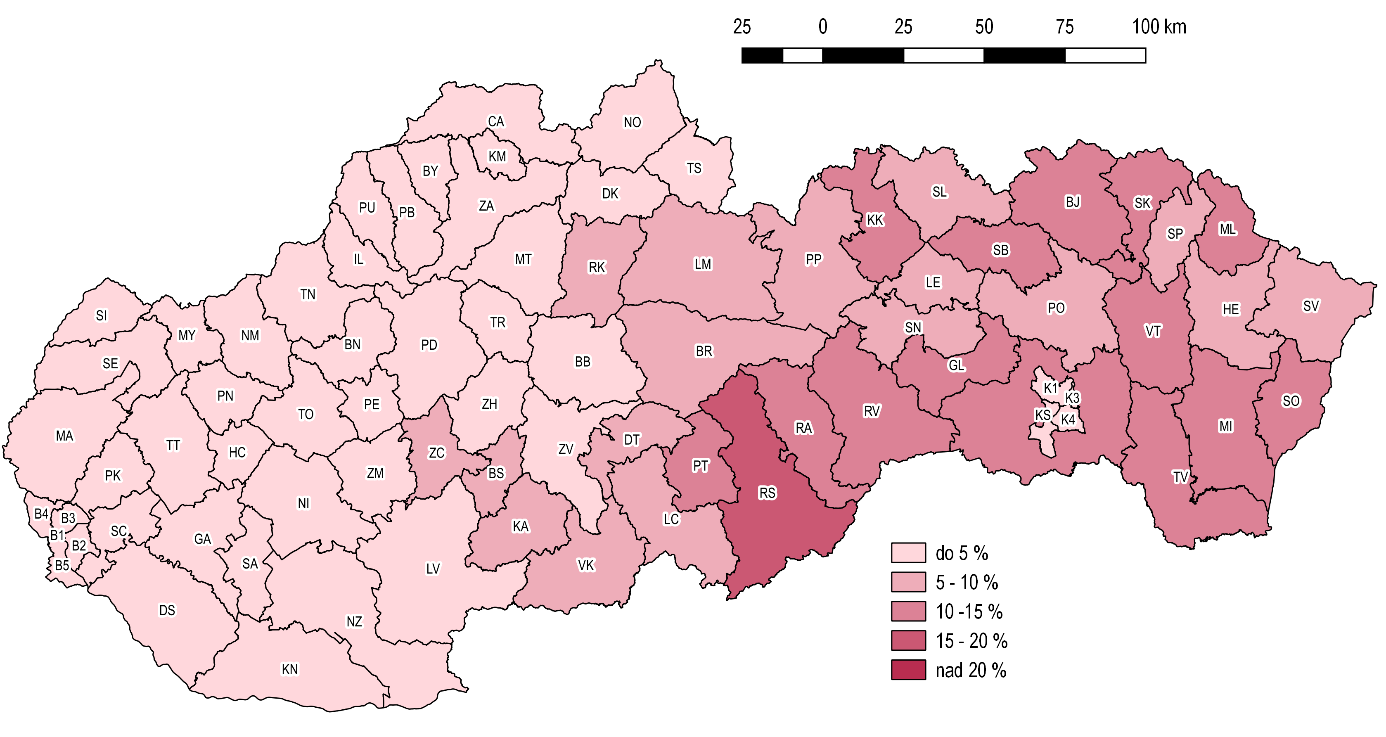 25 0 25 50 75 100 km
CA
NO
KM
TS
BY
DK
SL
BJ
SK
PU
PB
ZA
KK
SP
ML
SB
IL
MT
RK
LM
PP
LE
TN
PO
HE
SV
SI
MY
NM
TR
SN
VT
BN
PD
BR
SE
BB
GL
PN
PE
ZH
K1
K3
SO
TO
RV
KS
K4
MA
TT
HC
ZV
DT
RA
MI
PK
ZM
ZC
BS
PT
TV
NI
RS
B4
B3
SC
GA
KA
LC
B1
B2
B5
SA
LV
VK
DS
NZ
KN
do 5 %
5 - 10 %
10 -15 %
15 - 20 %
nad 20 %